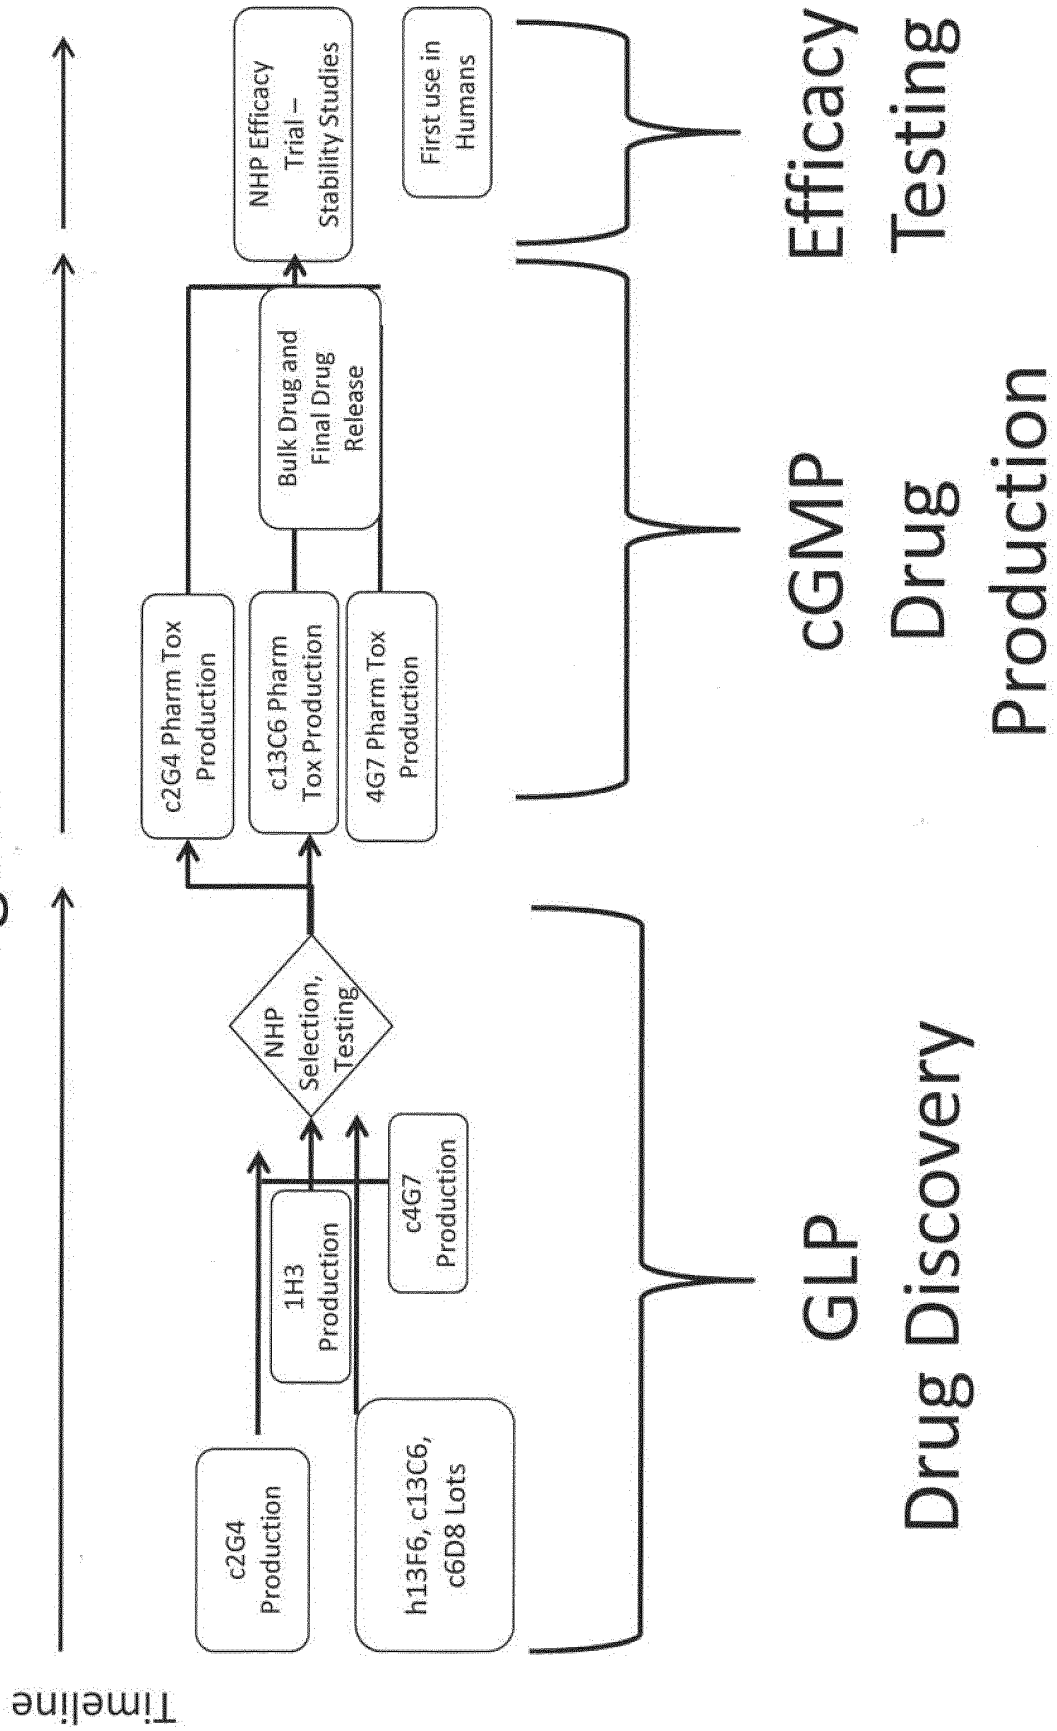 Timeline
c2G4
Production
h13F6, c13C6,
c6D8 Lots
1H3
Production
c4G7
Production
NHP
Selection,
Testing
c2G4 Pharm Tox
Production
c13C6 Pharm
Tox Production
4G7 Pharm Tox
Production
Bulk Drug and
Final Drug
Release
NHP Efficacy
Trial –
Stability Studies
First use in
Humans
GLP
Drug Discovery
cGMP
Drug
Production
Efficacy
Testing